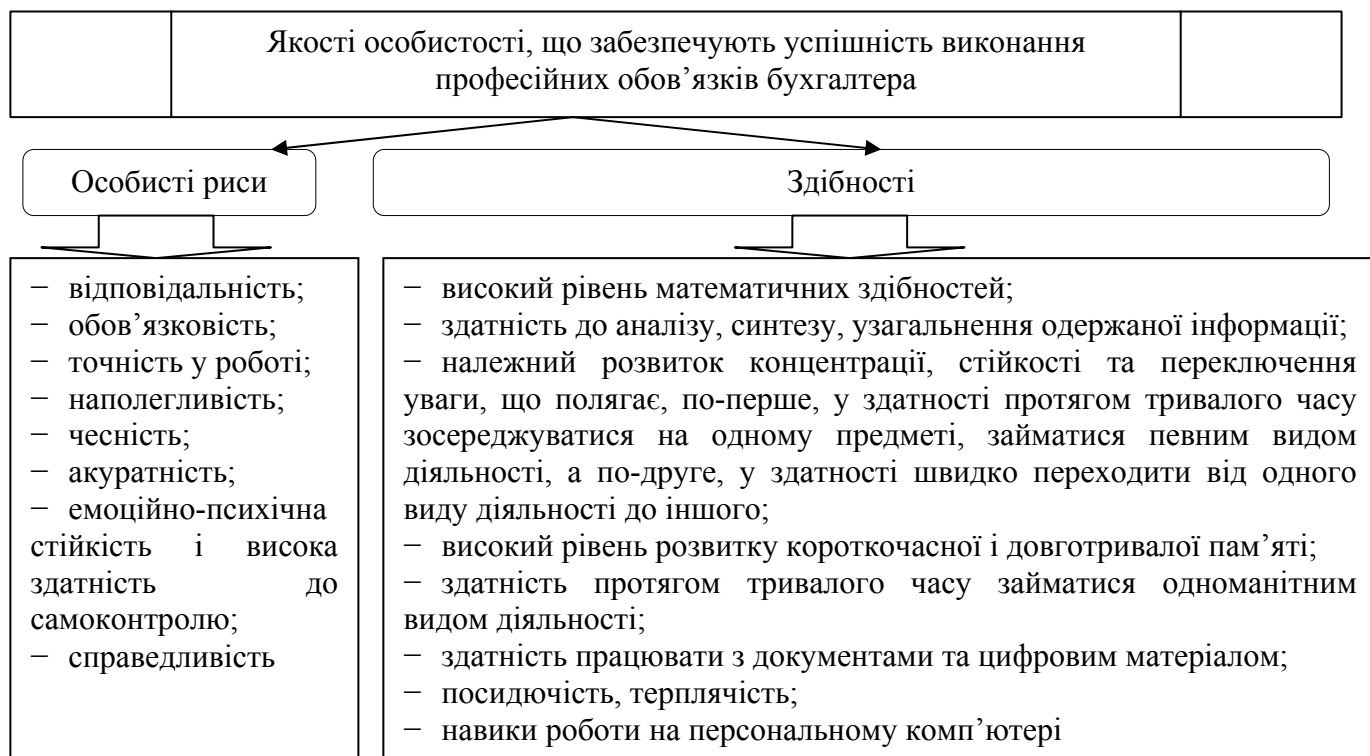 Якості особистості, що забезпечують успішність виконання
професійних обов’язків бухгалтера
Особисті риси
Здібності
− відповідальність;
− обов’язковість;
− точність у роботі;
− наполегливість;
− чесність;
− акуратність;
− емоційно-психічна
стійкість і висока
здатність до
самоконтролю;
− справедливість
− високий рівень математичних здібностей;
− здатність до аналізу, синтезу, узагальнення одержаної інформації;
− належний розвиток концентрації, стійкості та переключення
уваги, що полягає, по-перше, у здатності протягом тривалого часу
зосереджуватися на одному предметі, займатися певним видом
діяльності, а по-друге, у здатності швидко переходити від одного
виду діяльності до іншого;
− високий рівень розвитку короткочасної і довготривалої пам’яті;
− здатність протягом тривалого часу займатися одноманітним
видом діяльності;
− здатність працювати з документами та цифровим матеріалом;
− посидючість, терплячість;
− навики роботи на персональному комп’ютері